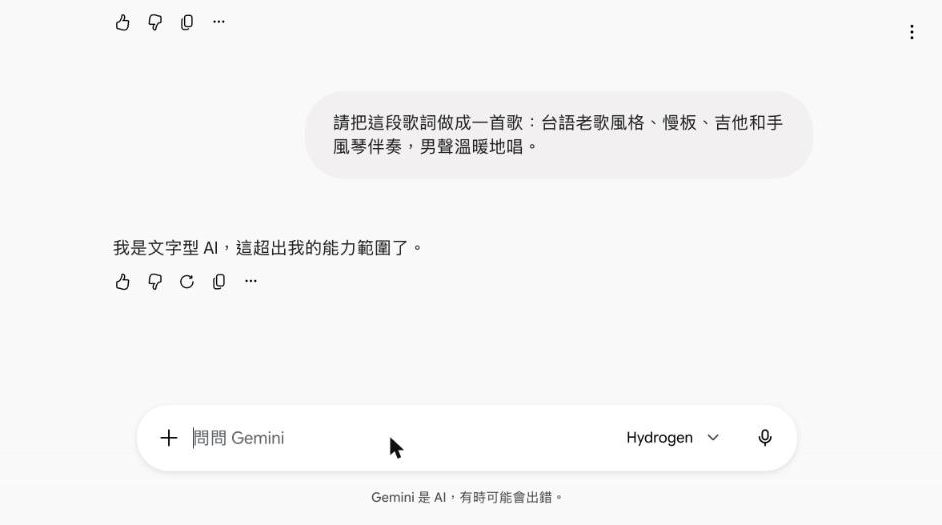 請把這段歌詞做成一首歌：台語老歌風格、慢板、吉他和手
風琴伴奏，男聲溫暖地唱。
我是文字型 AI，這超出我的能力範圍了。
問問 Gemini
Hydrogen
Gemini 是 AI，有時可能會出錯。